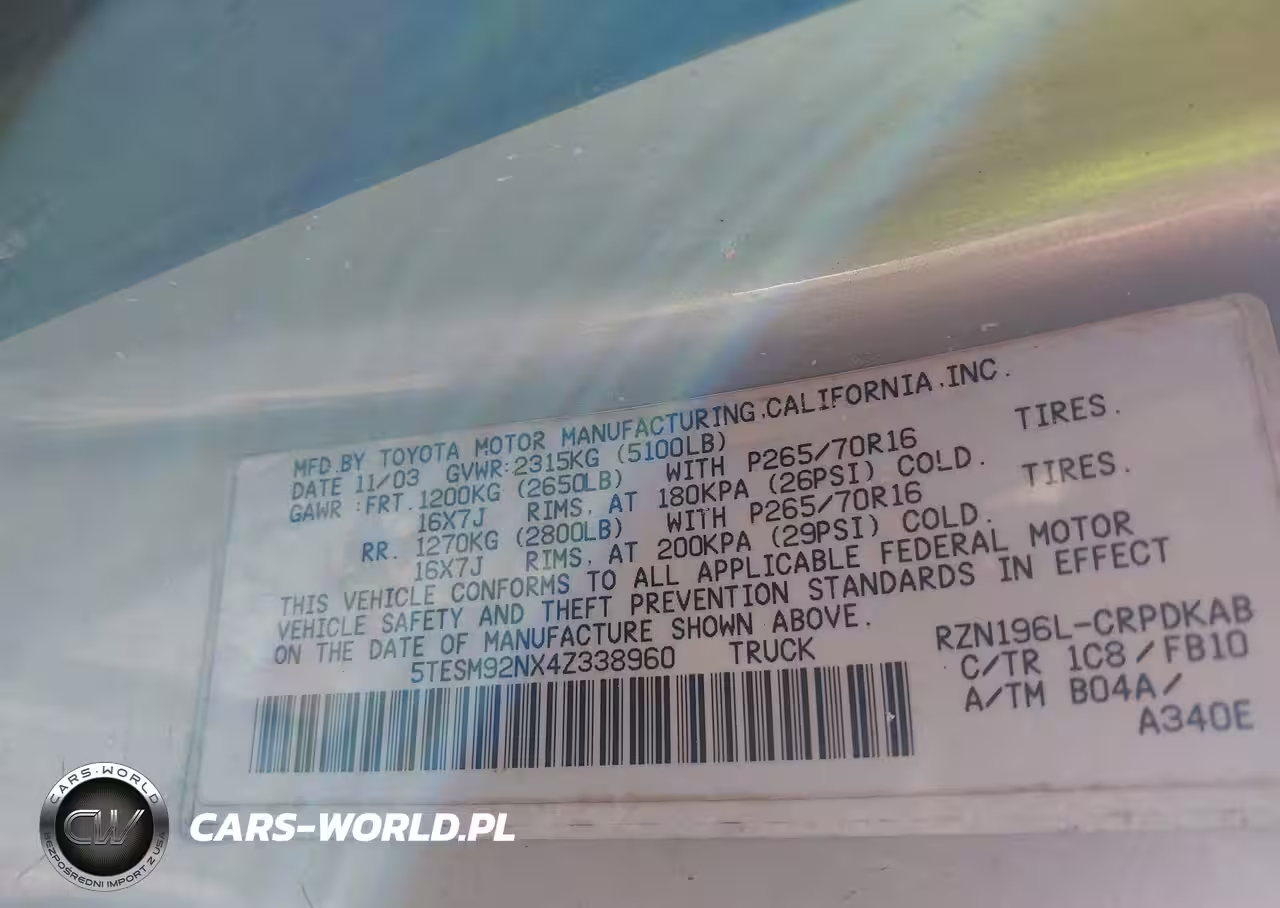 MFD.BY TOYOTA MOTOR MANUFACTURING,CALIFORNIA,INC.
DATE 11/03 GVWR:2315KG (5100LB)
GAWR :FRT.1200KG (2650LB) WITH P265/70R16 TIRES.
16X7J RIMS, AT 180KPA (26PSI) COLD.
RR. 1270KG (2800LB) WITH P265/70R16 TIRES.
16X7J RIMS, AT 200KPA (29PSI) COLD.
THIS VEHICLE CONFORMS TO ALL APPLICABLE FEDERAL MOTOR
VEHICLE SAFETY AND THEFT PREVENTION STANDARDS IN EFFECT
ON THE DATE OF MANUFACTURE SHOWN ABOVE.
5TESM92NX4Z338960 TRUCK
RZN196L-CRPDKAB
C/TR 1C8/FB10
A/TM B04A/
A340E
CARS-WORLD
CW
BEZPOŚREDNI IMPORT Z USA
CARS-WORLD.PL